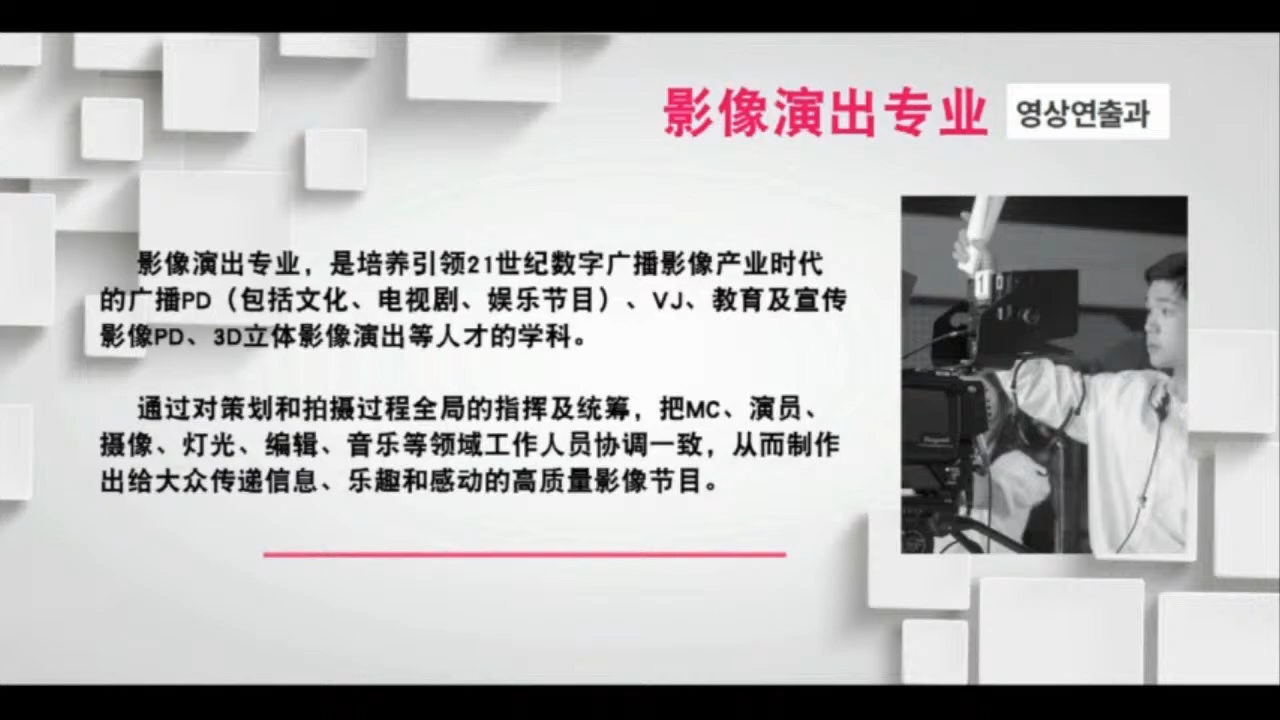 影像演出专业 영상연출과
影像演出专业，是培养引领21世纪数字广播影像产业时代
的广播PD（包括文化、电视剧、娱乐节目）、VJ、教育及宣传
影像PD、3D立体影像演出等人才的学科。
通过对策划和拍摄过程全局的指挥及统筹，把MC、演员、
摄像、灯光、编辑、音乐等领域工作人员协调一致，从而制作
出给大众传递信息、乐趣和感动的高质量影像节目。